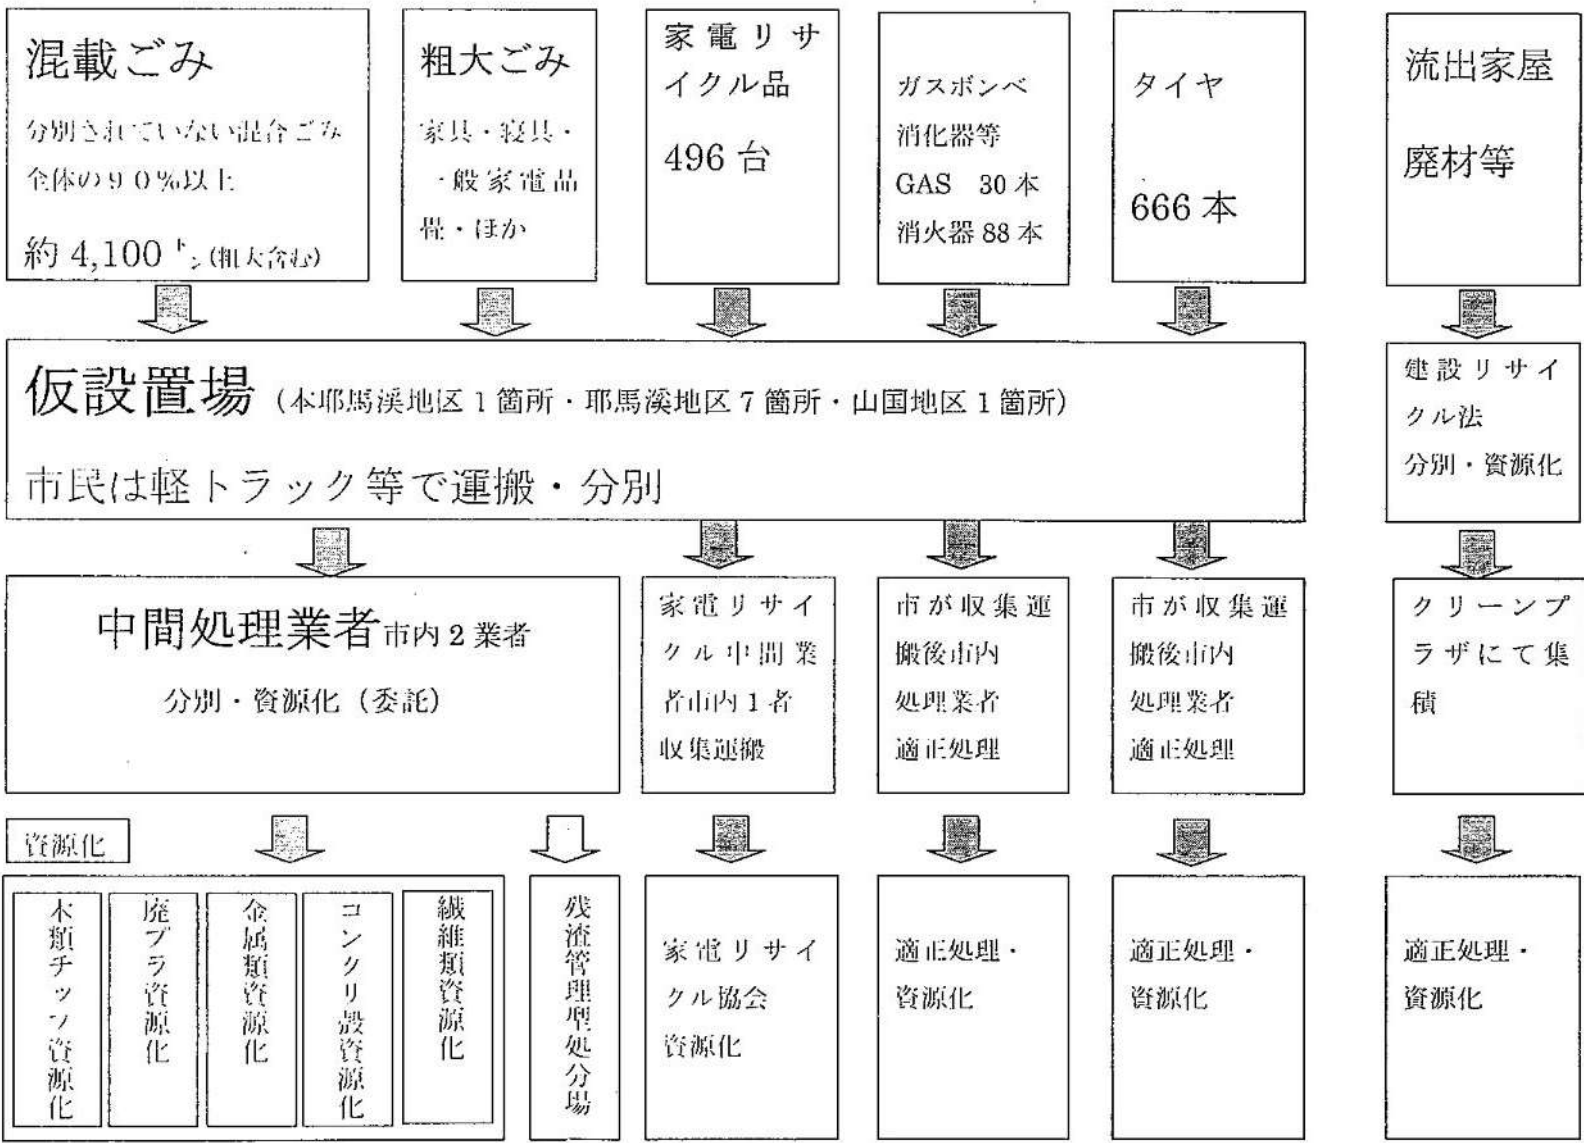 混載ごみ
分別されていない混合ごみ
全体の90%以上
約4,100㌧(粗大含む)
粗大ごみ
家具・寝具・
一般家電品
畳・ほか
家電リサ
イクル品
496台
ガスボンベ
消化器等
GAS 30本
消火器88本
タイヤ
666本
流出家屋
廃材等
仮設置場(本耶馬渓地区1箇所・耶馬渓地区7箇所・山国地区1箇所)
市民は軽トラック等で運搬・分別
建設リサイ
クル法
分別・資源化
中間処理業者市内2業者
分別・資源化(委託)
家電リサイ
クル中間業
者市内1者
収集運搬
市が収集運
搬後市内
処理業者
適正処理
市が収集運
搬後市内
処理業者
適正処理
クリーンプ
ラザにて集
積
資源化
木類チップ資源化
廃プラ資源化
金属類資源化
コンクリ殻資源化
繊維類資源化
残渣管理型処分場
家電リサイ
クル協会
資源化
適正処理・
資源化
適正処理・
資源化
適正処理・
資源化